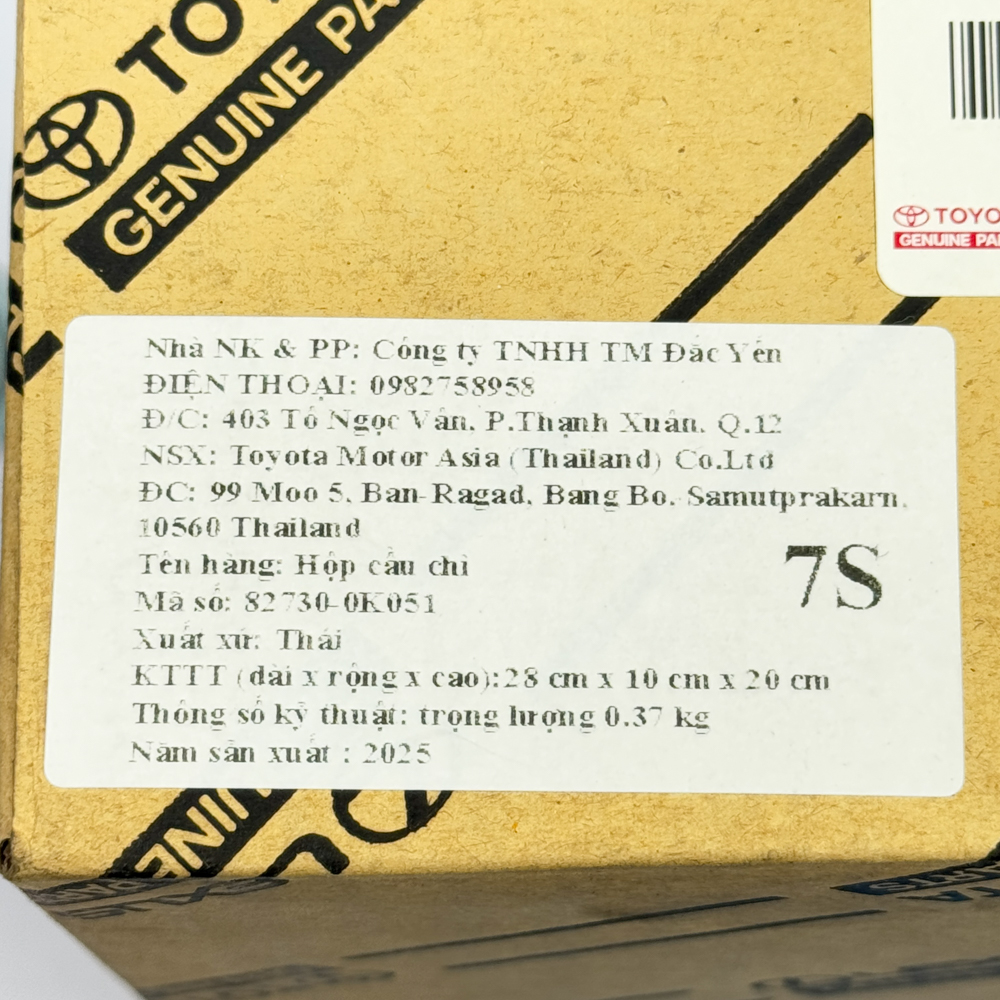 TOYO
GENUINE PA
TOYO
GENUINE PA
Nhà NK & PP: Công ty TNHH TM Đắc Yến
ĐIỆN THOẠI: 0982758958
Đ/C: 403 Tô Ngọc Vân, P.Thạnh Xuân, Q.12
NSX: Toyota Motor Asia (Thailand) Co.Ltd
ĐC: 99 Moo 5, Ban-Ragad, Bang Bo, Samutprakarn,
10560 Thailand
Tên hàng: Hộp cầu chì
7S
Mã số: 82730-0K051
Xuất xứ: Thái
KTTT (dài x rộng x cao):28 cm x 10 cm x 20 cm
Thông số kỹ thuật: trọng lượng 0.37 kg
Năm sản xuất : 2025